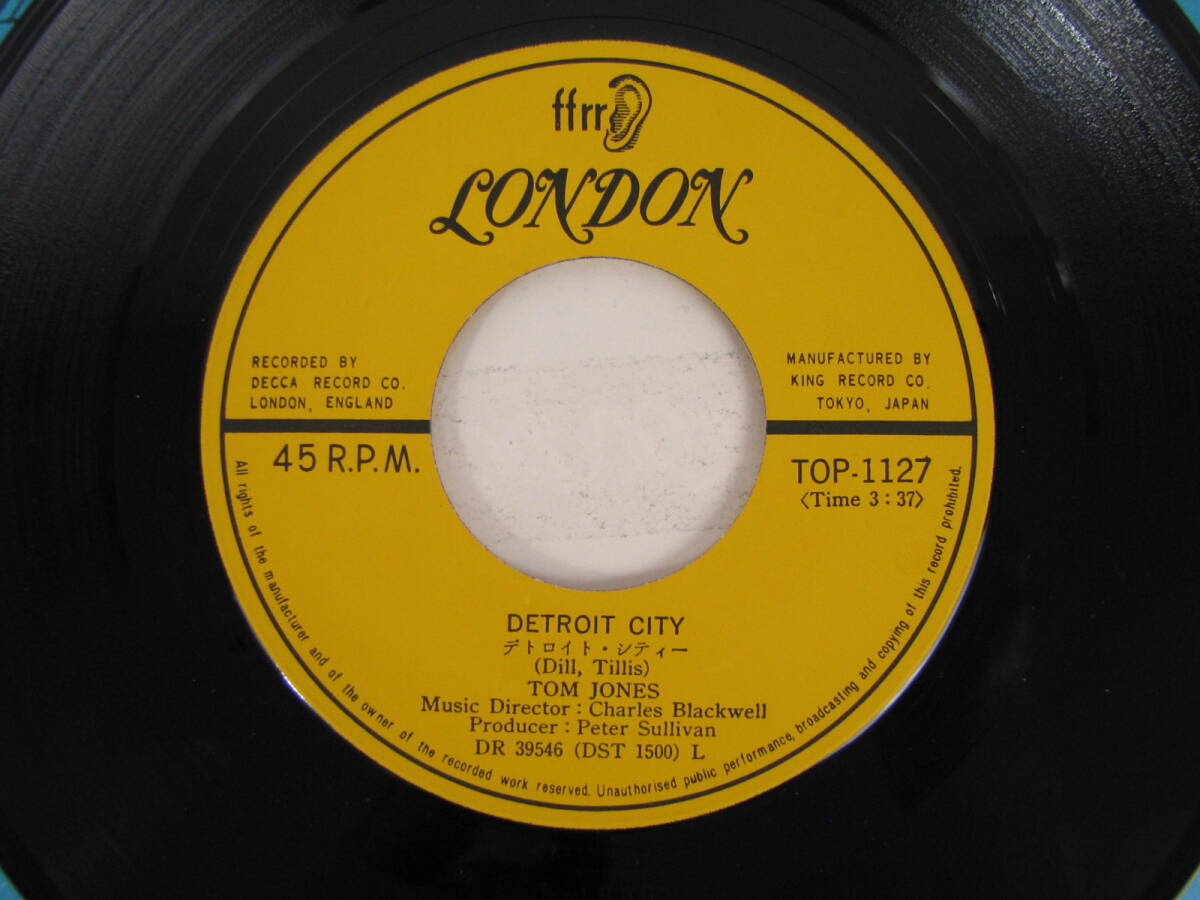 ffrr
LONDON
RECORDED BY
DECCA RECORD CO.
LONDON, ENGLAND
MANUFACTURED BY
KING RECORD CO.
TOKYO, JAPAN
45 R.P.M.
TOP-1127
〈Time 3 : 37〉
DETROIT CITY
デトロイト・シティー
(Dill, Tillis)
TOM JONES
Music Director : Charles Blackwell
Producer : Peter Sullivan
DR 39546 (DST 1500) L
All rights of the manufacturer and of the owner of the recorded work reserved. Unauthorised public performance, broadcasting and copying of this record prohibited.